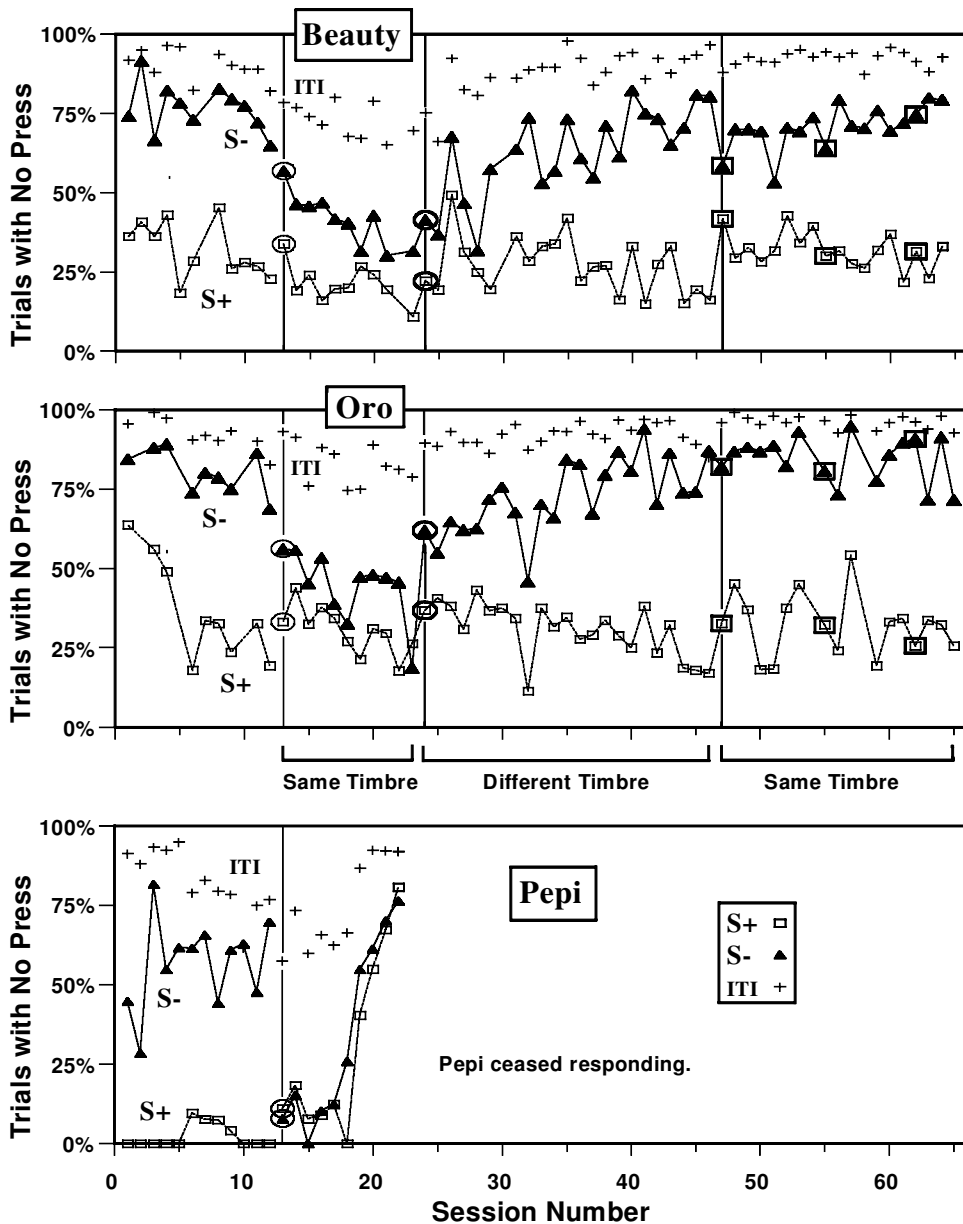 Beauty
100%
75%
50%
25%
0%
Trials with No Press
ITI
S-
S+
Oro
100%
75%
50%
25%
0%
Trials with No Press
ITI
S-
S+
Same Timbre
Different Timbre
Same Timbre
Pepi
100%
75%
50%
25%
0%
Trials with No Press
ITI
S-
S+
S+
S-
ITI
Pepi ceased responding.
0 10 20 30 40 50 60
Session Number